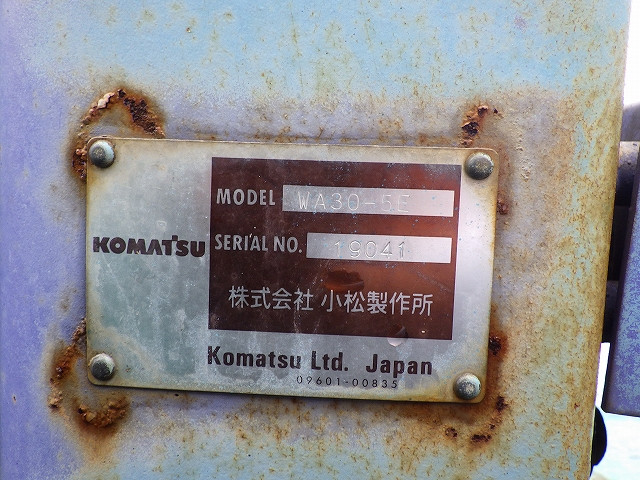 MODEL WA30-5E
KOMATSU
SERIAL NO. 19041
株式会社 小松製作所
Komatsu Ltd. Japan
09601-00835